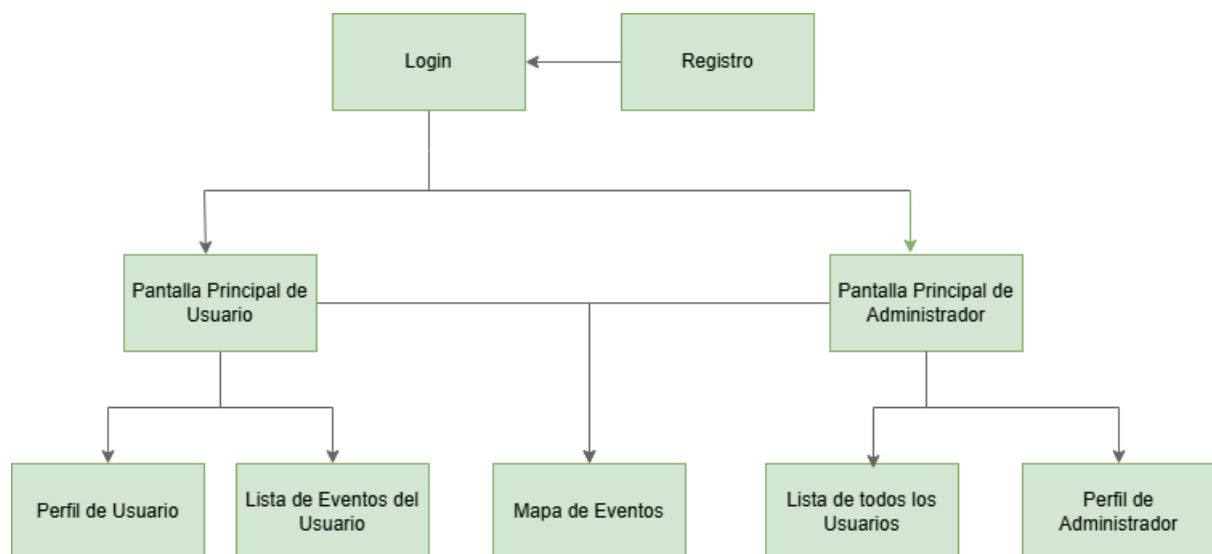 Login
Registro
Pantalla Principal de
Usuario
Pantalla Principal de
Administrador
Perfil de Usuario
Lista de Eventos del
Usuario
Mapa de Eventos
Lista de todos los
Usuarios
Perfil de
Administrador